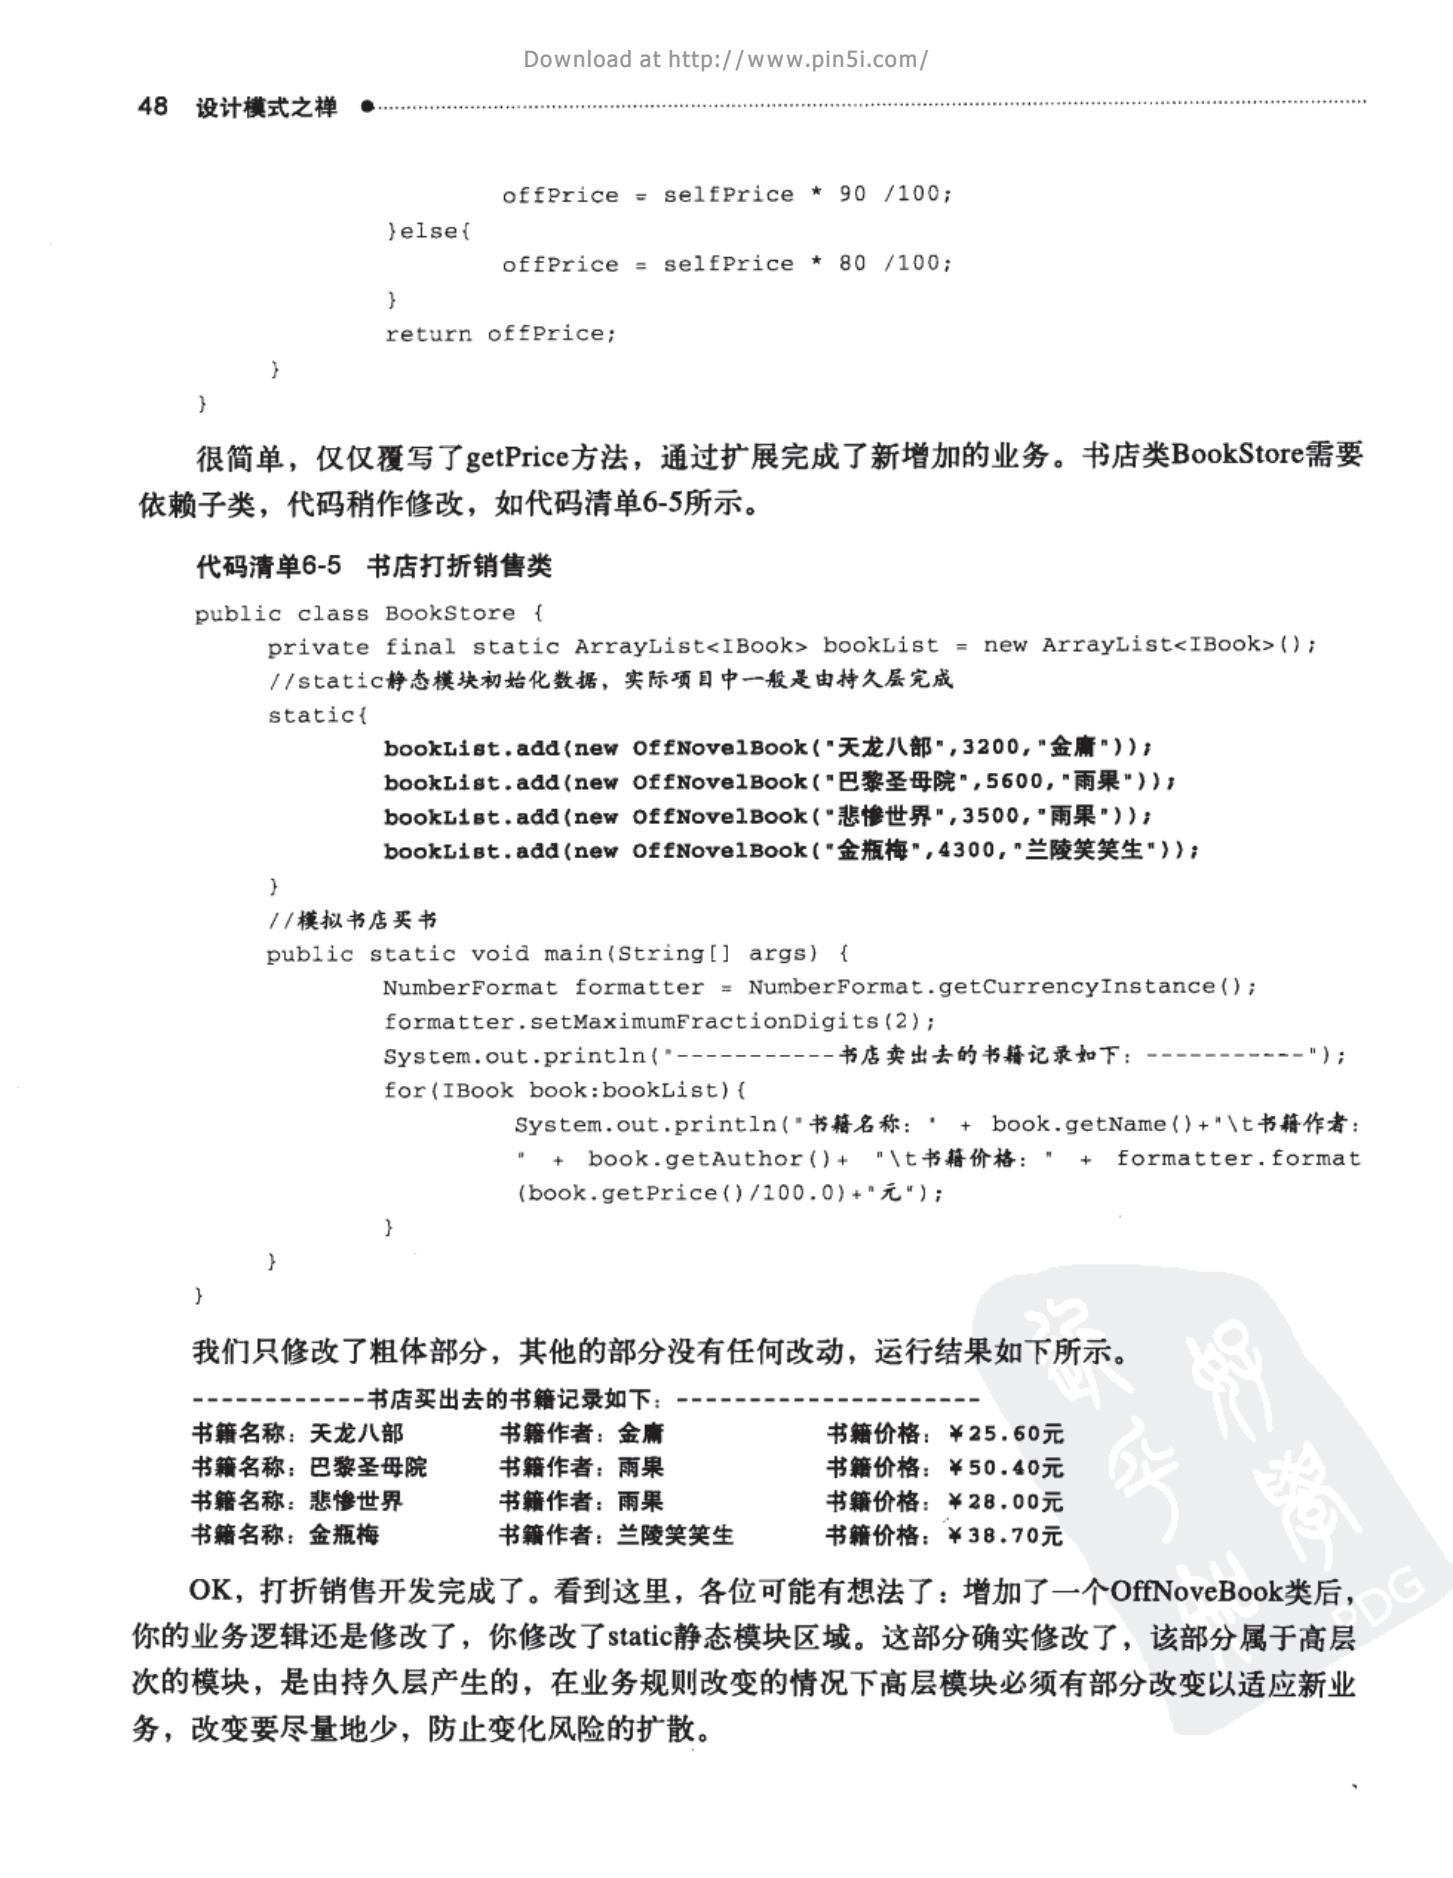 Download at http://www.pin5i.com/
48 设计模式之禅
offPrice = selfPrice * 90 /100;
}else{
offPrice = selfPrice * 80 /100;
}
return offPrice;
}
}
很简单，仅仅覆写了getPrice方法，通过扩展完成了新增加的业务。书店类BookStore需要
依赖子类，代码稍作修改，如代码清单6-5所示。
代码清单6-5 书店打折销售类
public class BookStore {
private final static ArrayList<IBook> bookList = new ArrayList<IBook>();
//static静态模块初始化数据，实际项目中一般是由持久层完成
static{
bookList.add(new OffNovelBook("天龙八部",3200,"金庸"));
bookList.add(new OffNovelBook("巴黎圣母院",5600,"雨果"));
bookList.add(new OffNovelBook("悲惨世界",3500,"雨果"));
bookList.add(new OffNovelBook("金瓶梅",4300,"兰陵笑笑生"));
}
//模拟书店买书
public static void main(String[] args) {
NumberFormat formatter = NumberFormat.getCurrencyInstance();
formatter.setMaximumFractionDigits(2);
System.out.println("-----------书店卖出去的书籍记录如下：-----------");
for(IBook book:bookList){
System.out.println("书籍名称：" + book.getName()+"\t书籍作者：
" + book.getAuthor()+ "\t书籍价格：" + formatter.format
(book.getPrice()/100.0)+"元");
}
}
}
我们只修改了粗体部分，其他的部分没有任何改动，运行结果如下所示。
------------书店买出去的书籍记录如下：---------------------
书籍名称：天龙八部 书籍作者：金庸 书籍价格：￥25.60元
书籍名称：巴黎圣母院 书籍作者：雨果 书籍价格：￥50.40元
书籍名称：悲惨世界 书籍作者：雨果 书籍价格：￥28.00元
书籍名称：金瓶梅 书籍作者：兰陵笑笑生 书籍价格：￥38.70元
OK，打折销售开发完成了。看到这里，各位可能有想法了：增加了一个OffNoveBook类后，
你的业务逻辑还是修改了，你修改了static静态模块区域。这部分确实修改了，该部分属于高层
次的模块，是由持久层产生的，在业务规则改变的情况下高层模块必须有部分改变以适应新业
务，改变要尽量地少，防止变化风险的扩散。
PDG